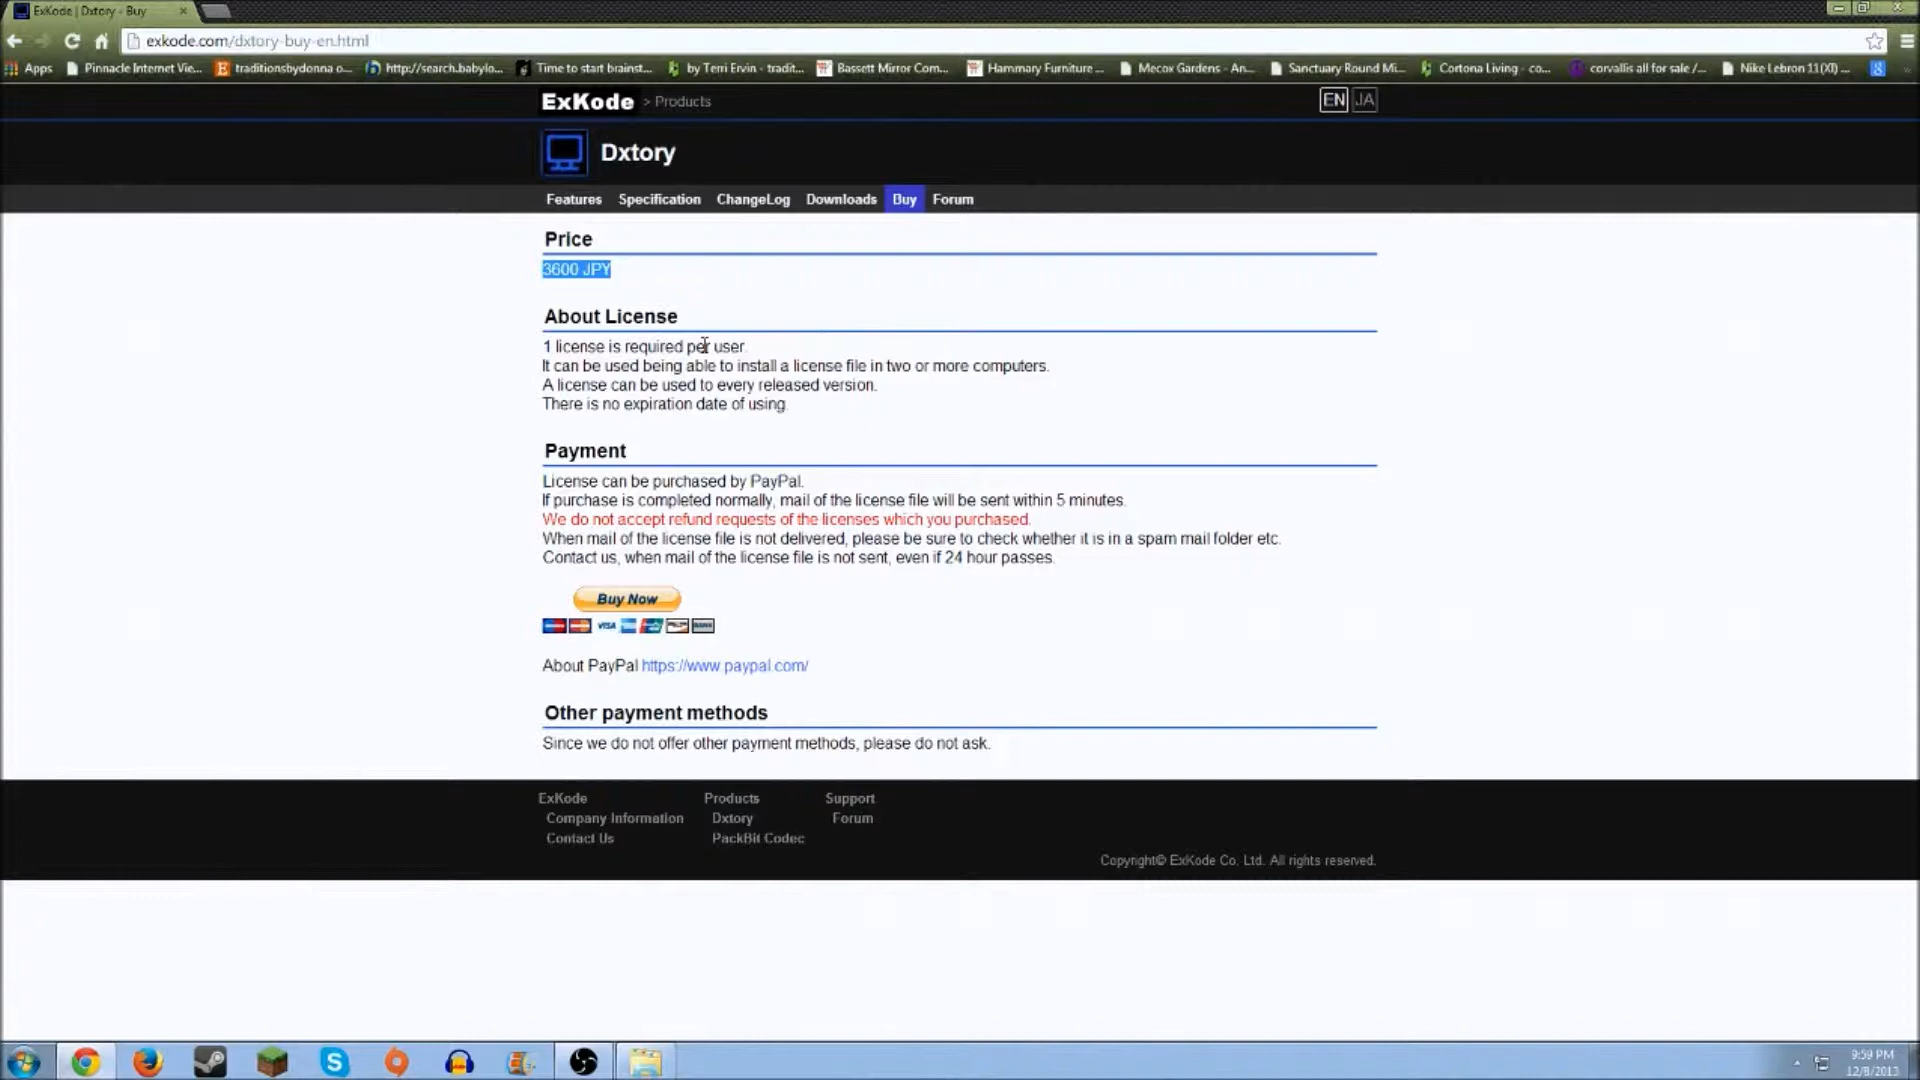 ExKode | Dxtory - Buy
exkode.com/dxtory-buy-en.html
Apps Pinnacle Internet Vie... traditionsbydonna o... http://search.babylo... Time to start brainst... by Terri Ervin - tradit... Bassett Mirror Com... Hammary Furniture ... Mecox Gardens - An... Sanctuary Round Mi... Cortona Living - co... corvallis all for sale /... Nike Lebron 11(XI) ...
ExKode > Products EN JA
Dxtory
Features Specification ChangeLog Downloads Buy Forum
Price
3600 JPY
About License
1 license is required per user.
It can be used being able to install a license file in two or more computers.
A license can be used to every released version.
There is no expiration date of using.
Payment
License can be purchased by PayPal.
If purchase is completed normally, mail of the license file will be sent within 5 minutes.
We do not accept refund requests of the licenses which you purchased.
When mail of the license file is not delivered, please be sure to check whether it is in a spam mail folder etc.
Contact us, when mail of the license file is not sent, even if 24 hour passes.
Buy Now
VISA
About PayPal https://www.paypal.com/
Other payment methods
Since we do not offer other payment methods, please do not ask.
ExKode Products Support
Company Information Dxtory Forum
Contact Us PackBit Codec
Copyright© ExKode Co. Ltd. All rights reserved.
9:59 PM
12/8/2013